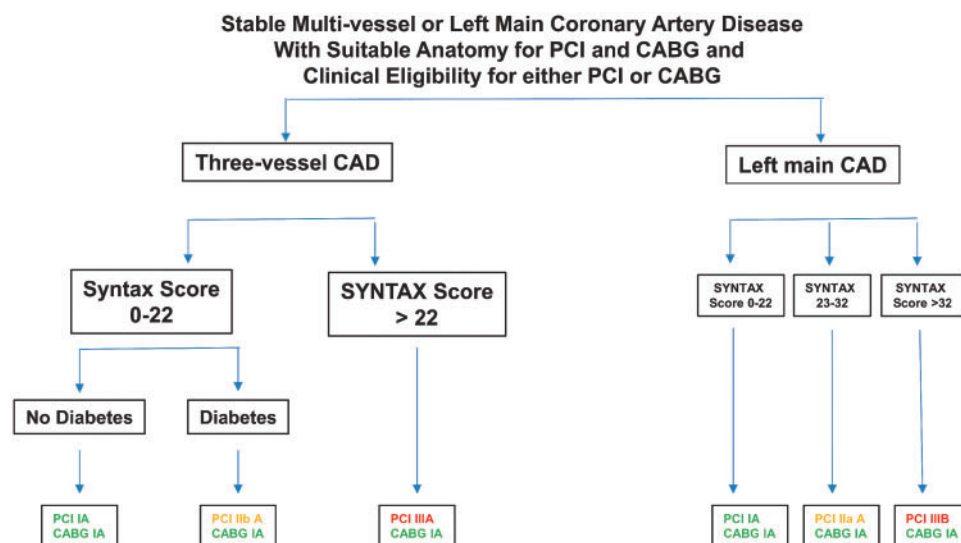 Stable Multi-vessel or Left Main Coronary Artery Disease
With Suitable Anatomy for PCI and CABG and
Clinical Eligibility for either PCI or CABG
Three-vessel CAD
Left main CAD
Syntax Score
0-22
SYNTAX Score
> 22
SYNTAX
Score 0-22
SYNTAX
23-32
SYNTAX
Score >32
No Diabetes
Diabetes
PCI IA
CABG IA
PCI IIb A
CABG IA
PCI IIIA
CABG IA
PCI IA
CABG IA
PCI IIa A
CABG IA
PCI IIIB
CABG IA